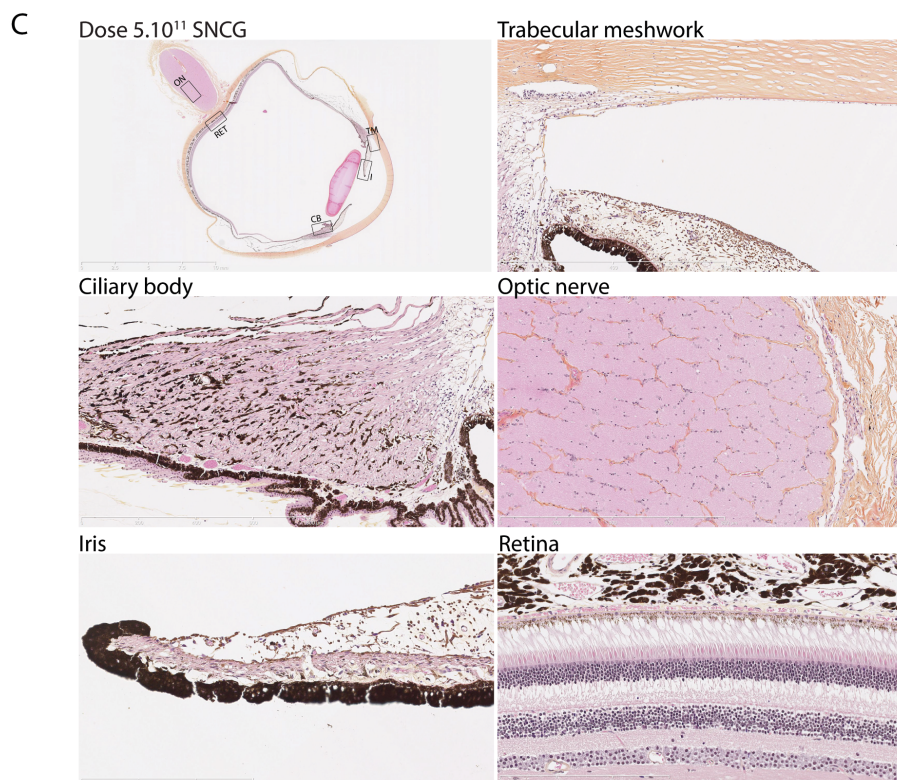 C
Dose 5.10¹¹ SNCG
Trabecular meshwork
ON
RET
TM
I
CB
Ciliary body
Optic nerve
Iris
Retina